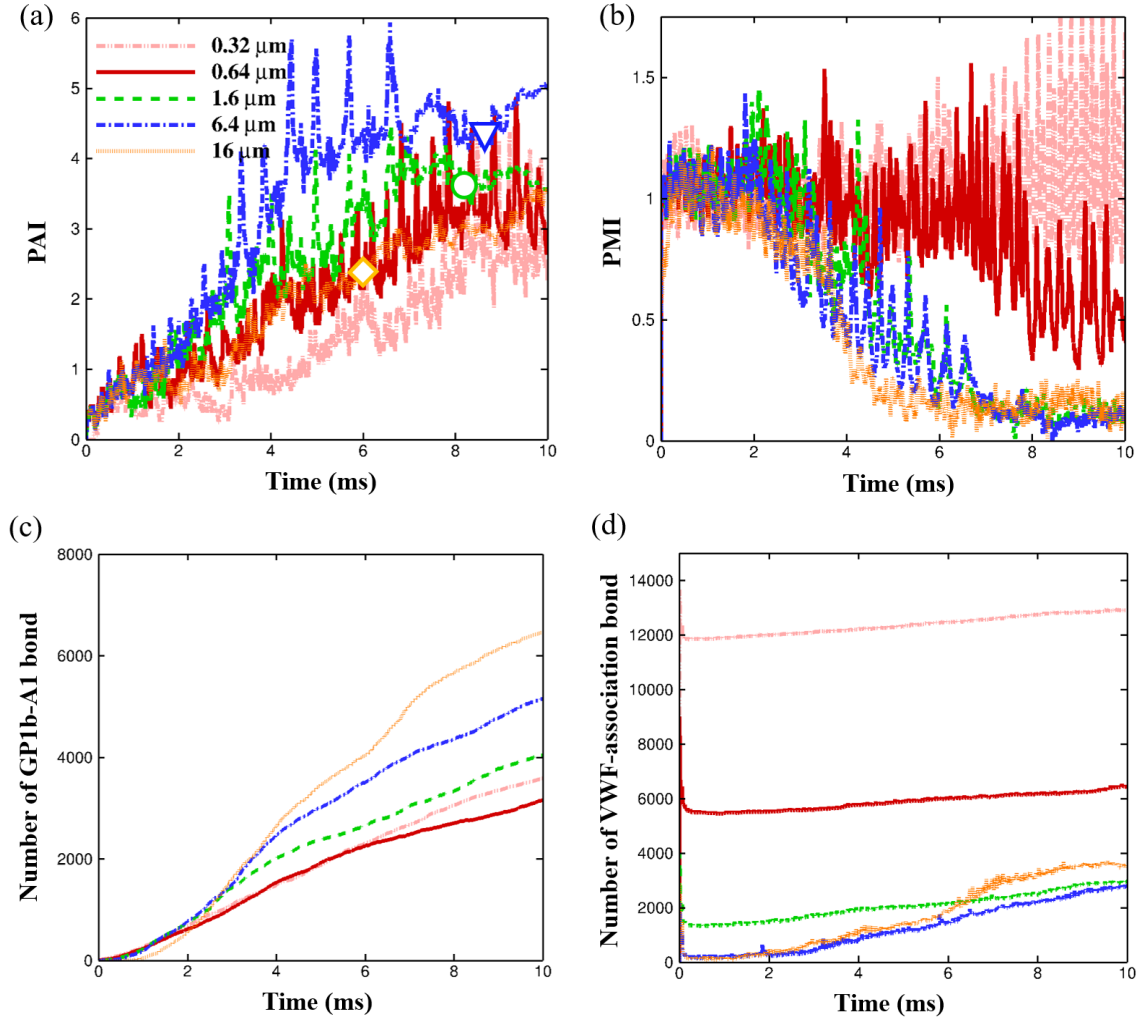 (a)
6
5
4
3
2
1
0
PAI
0.32 μm
0.64 μm
1.6 μm
6.4 μm
16 μm
0 2 4 6 8 10
Time (ms)
(b)
1.5
1
0.5
0
PMI
0 2 4 6 8 10
Time (ms)
(c)
8000
6000
4000
2000
0
Number of GP1b-A1 bond
0 2 4 6 8 10
Time (ms)
(d)
14000
12000
10000
8000
6000
4000
2000
0
Number of VWF-association bond
0 2 4 6 8 10
Time (ms)